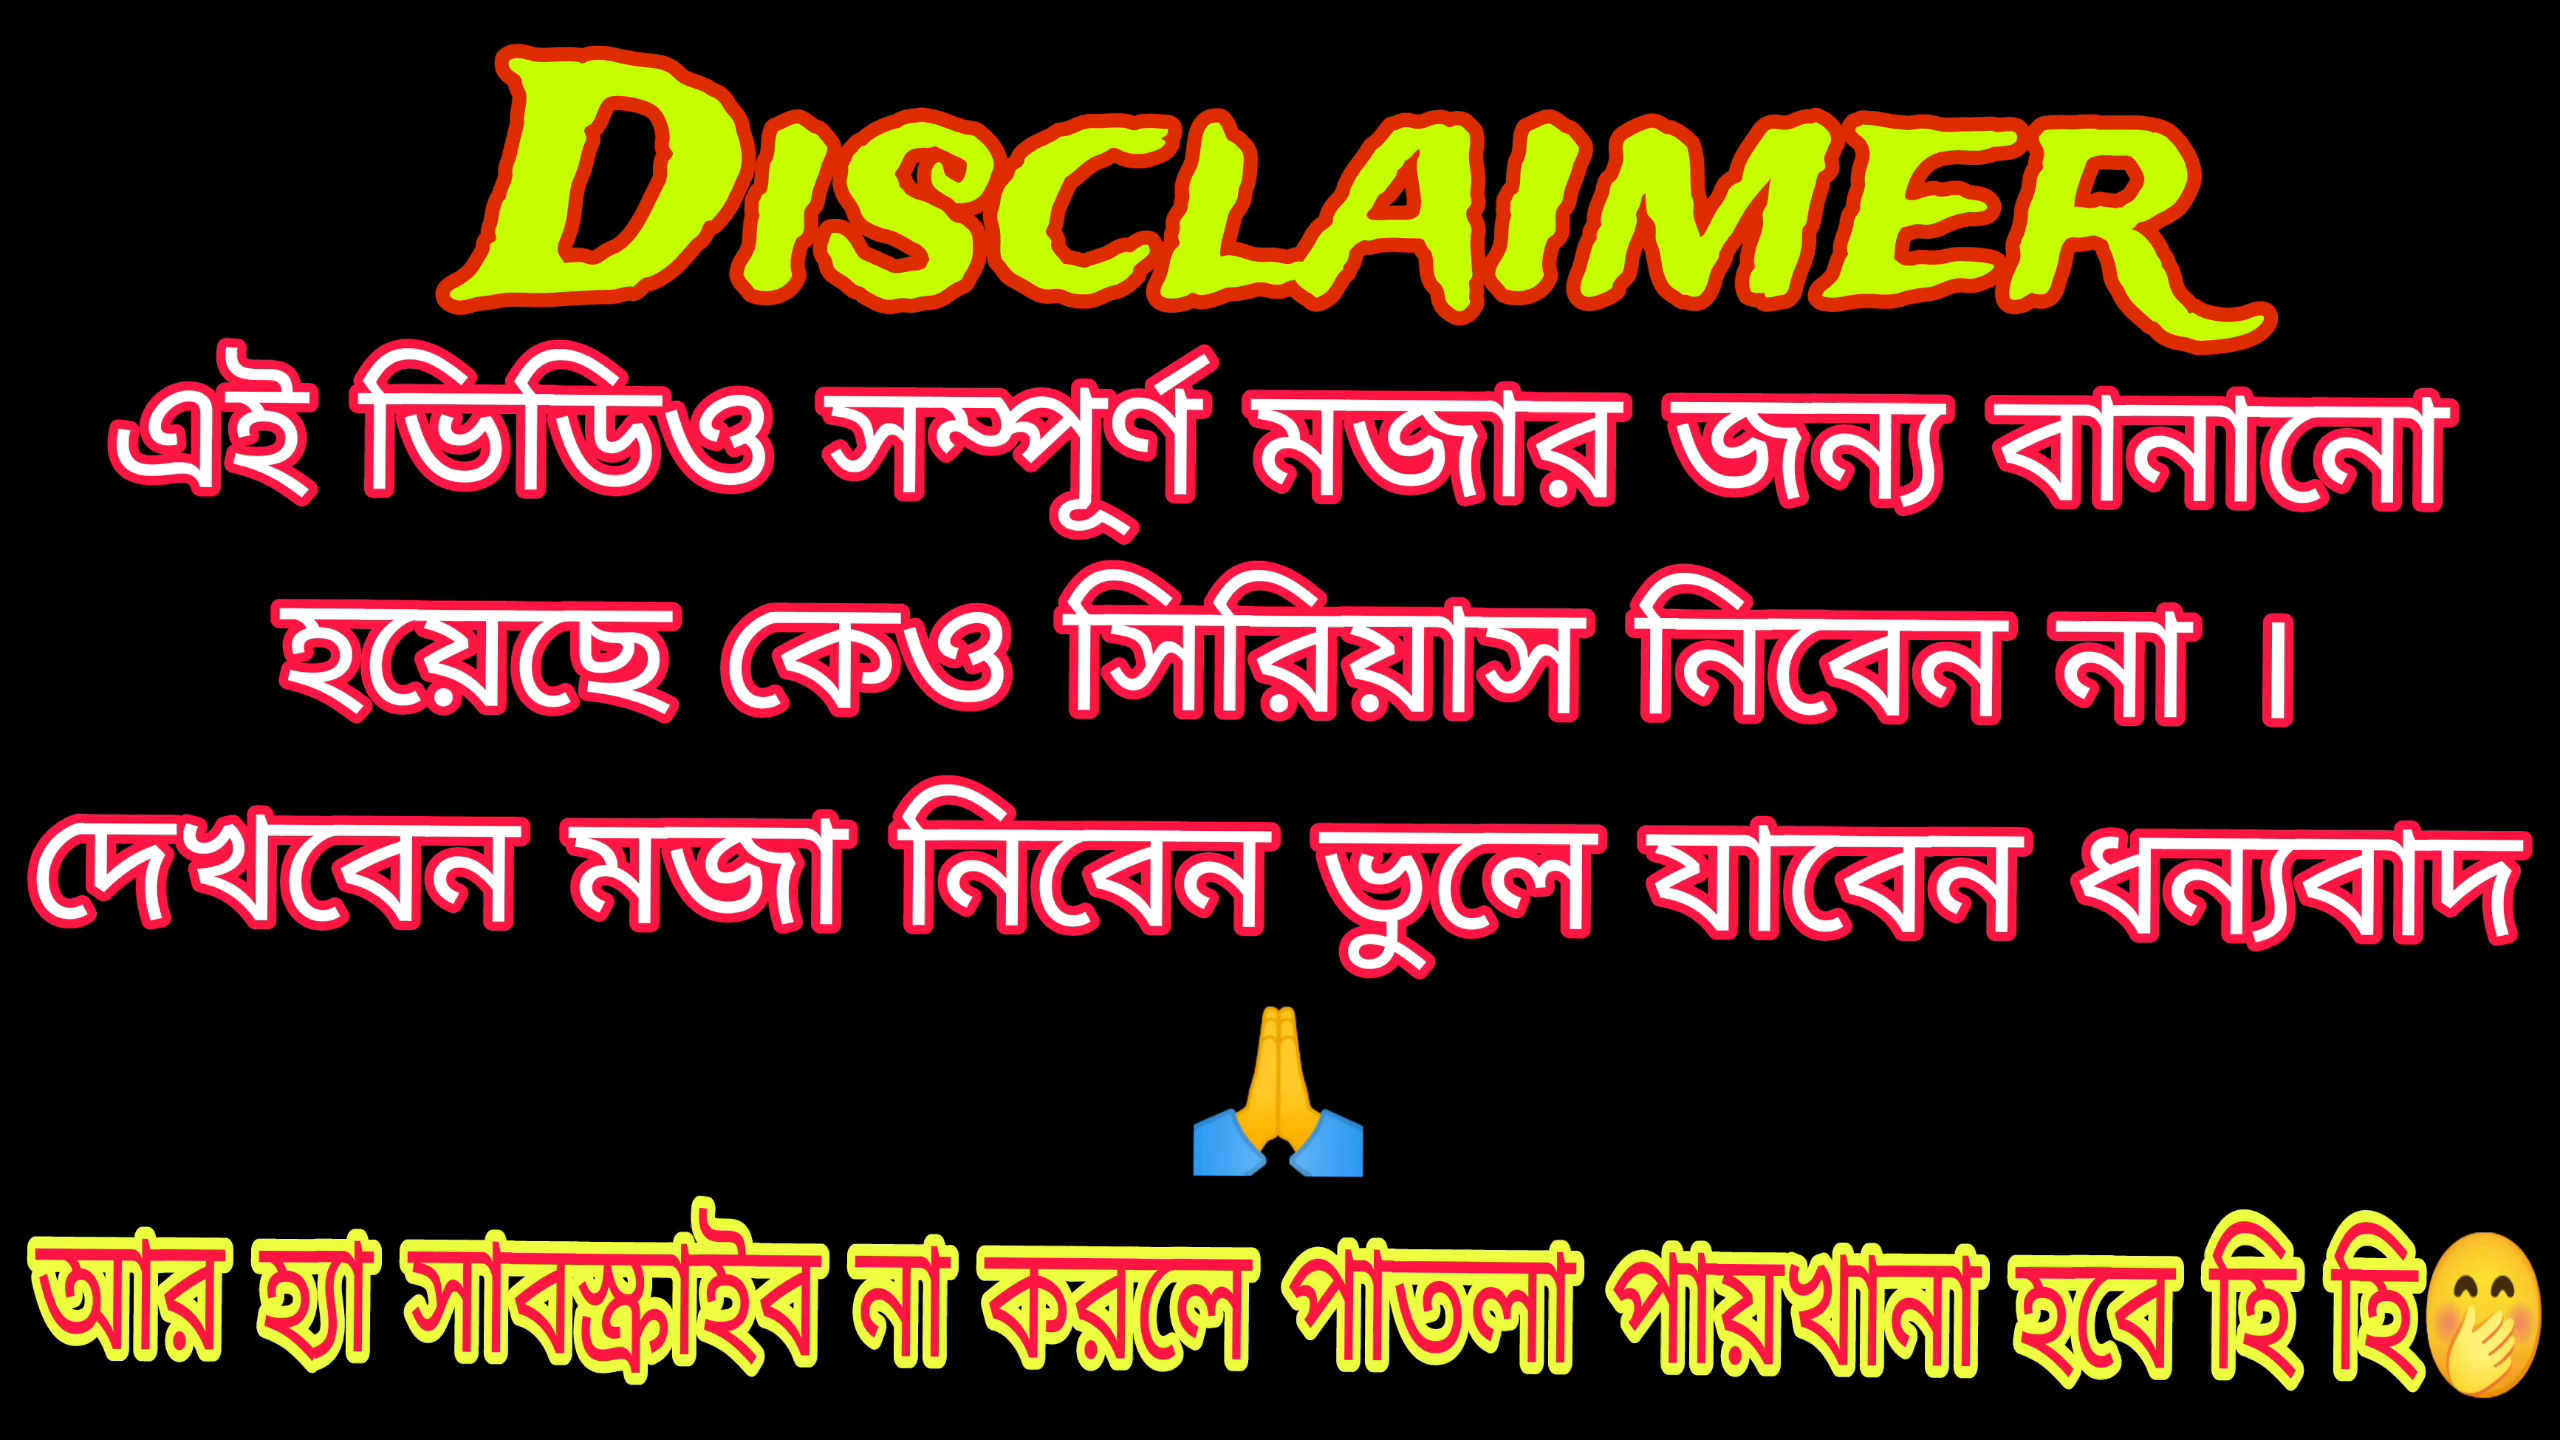 DISCLAIMER
এই ভিডিও সম্পূর্ণ মজার জন্য বানানো
হয়েছে কেও সিরিয়াস নিবেন না ।
দেখবেন মজা নিবেন ভুলে যাবেন ধন্যবাদ
🙏
আর হ্যা সাবস্ক্রাইব না করলে পাতলা পায়খানা হবে হি হি🤭